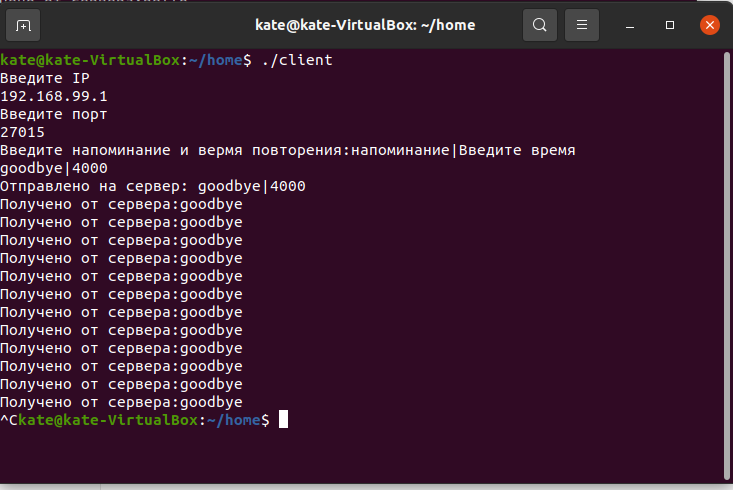 kate@kate-VirtualBox: ~/home
kate@kate-VirtualBox:~/home$ ./client
Введите IP
192.168.99.1
Введите порт
27015
Введите напоминание и вермя повторения:напоминание|Введите время
goodbye|4000
Отправлено на сервер: goodbye|4000
Получено от сервера:goodbye
Получено от сервера:goodbye
Получено от сервера:goodbye
Получено от сервера:goodbye
Получено от сервера:goodbye
Получено от сервера:goodbye
Получено от сервера:goodbye
Получено от сервера:goodbye
Получено от сервера:goodbye
Получено от сервера:goodbye
Получено от сервера:goodbye
Получено от сервера:goodbye
^Ckate@kate-VirtualBox:~/home$